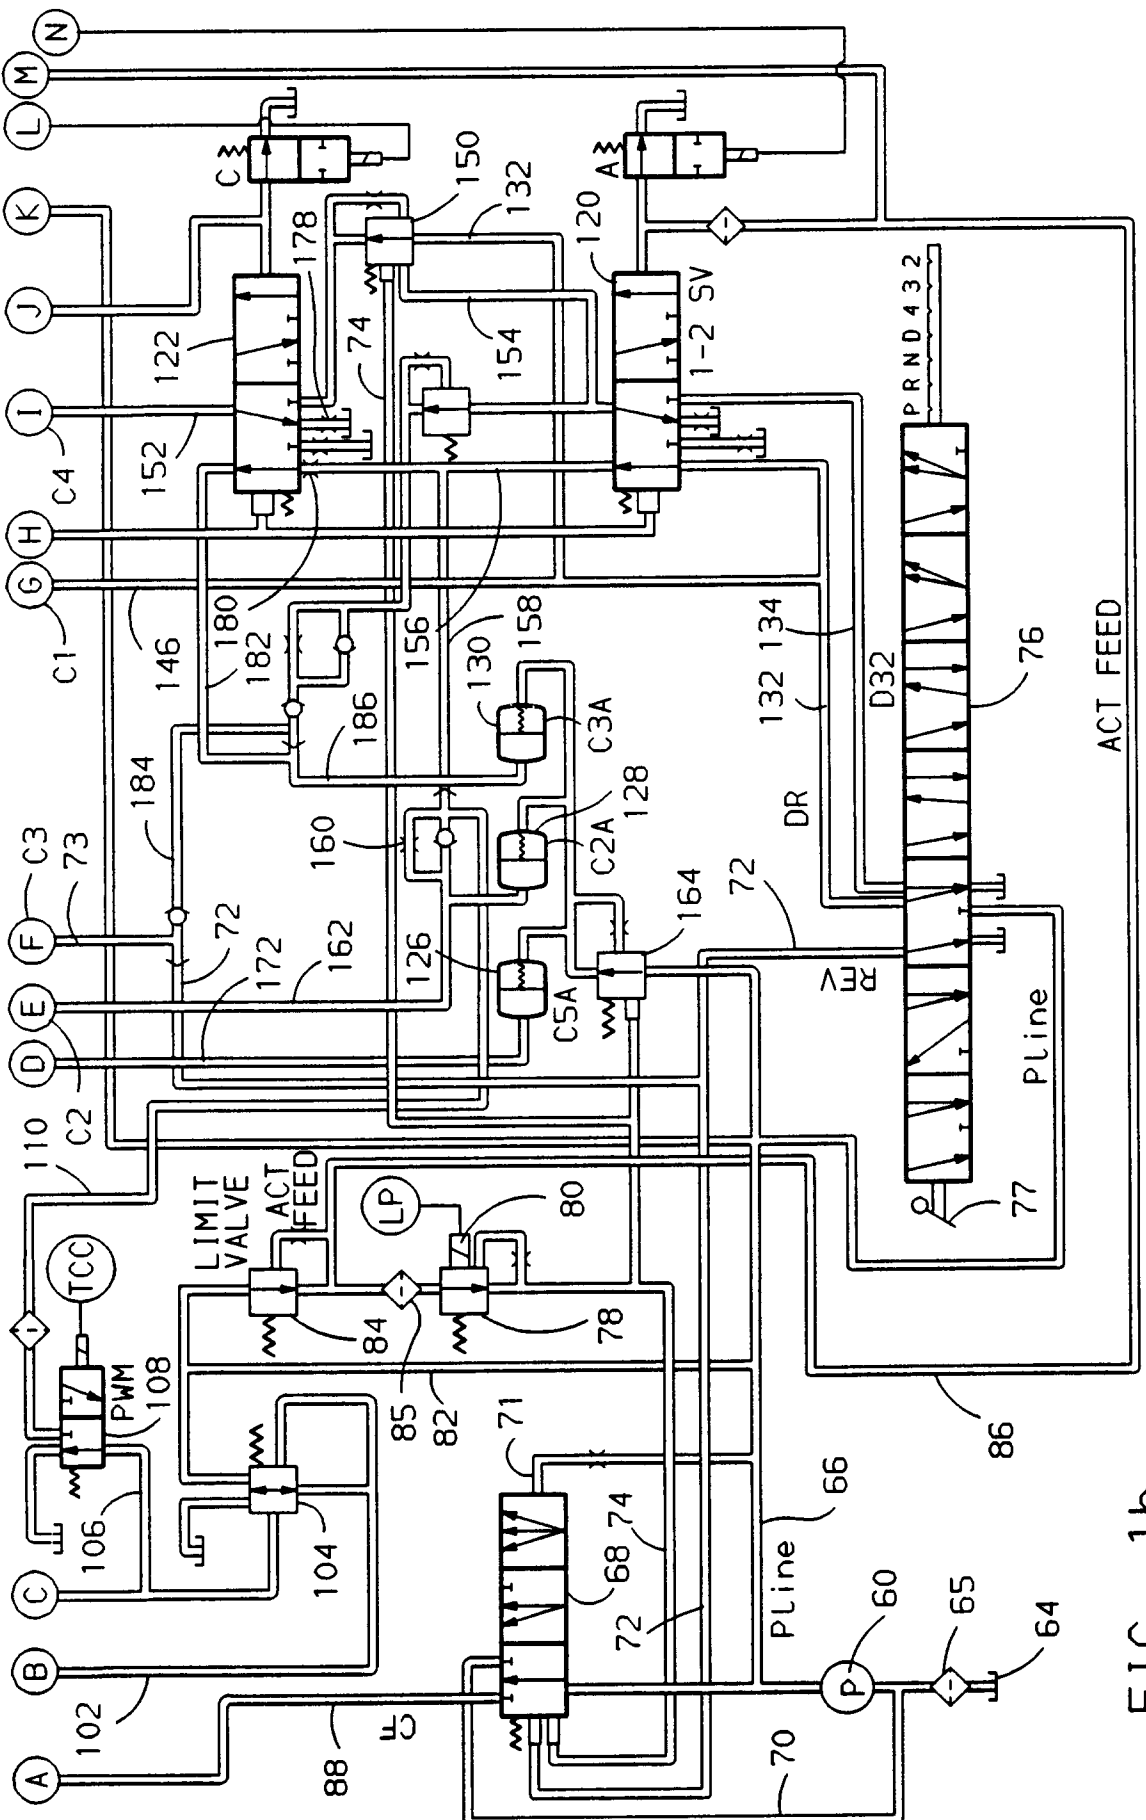 A
B
C
D
E
F
G
H
I
J
K
L
M
N
C2
C3
C1
C4
TCC
PWM
108
110
106
102
88
CF
104
LIMIT
VALVE
ACT
FEED
84
85
82
LP
80
78
73
184
72
172
162
160
126
C5A
128
C2A
130
C3A
164
146
180
182
186
156
158
152
122
C
178
74
150
132
154
A
120
1-2 SV
PRND432
71
68
74
72
PLine
66
P
60
65
64
70
86
72
REV
DR
132
134
D32
76
77
PLine
ACT FEED
FIG. 1b